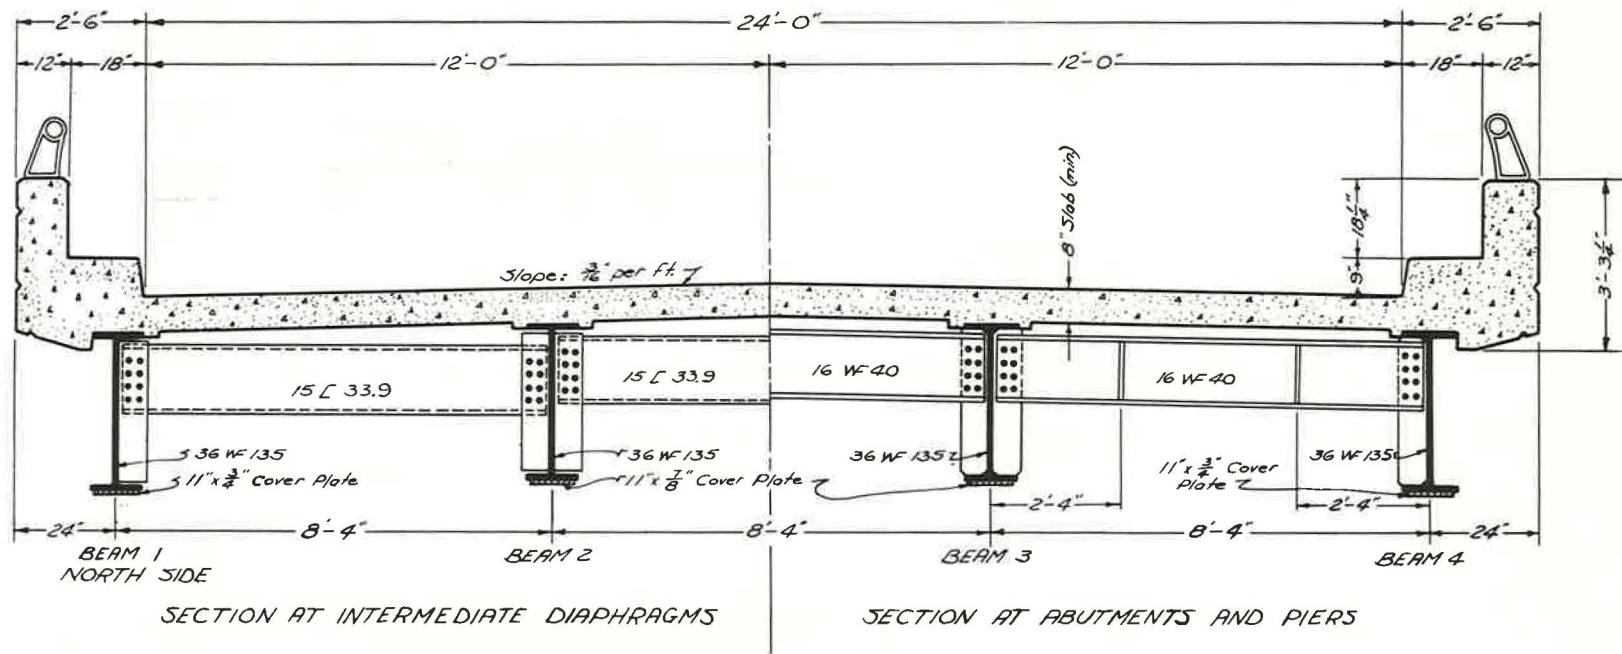 2'-6" 24'-0" 2'-6"
12" 18" 12'-0" 12'-0" 18" 12"
8" Slab (min)
18 1/4"
9"
3'-3 1/4"
Slope: 3/16" per ft.
15 [ 33.9 15 [ 33.9 16 WF 40 16 WF 40
36 WF 135 36 WF 135 36 WF 135 36 WF 135
11" x 3/4" Cover Plate 11" x 7/8" Cover Plate 11" x 3/4" Cover
Plate
2'-4" 2'-4"
24" 8'-4" 8'-4" 8'-4" 24"
BEAM 1 BEAM 2 BEAM 3 BEAM 4
NORTH SIDE
SECTION AT INTERMEDIATE DIAPHRAGMS SECTION AT ABUTMENTS AND PIERS